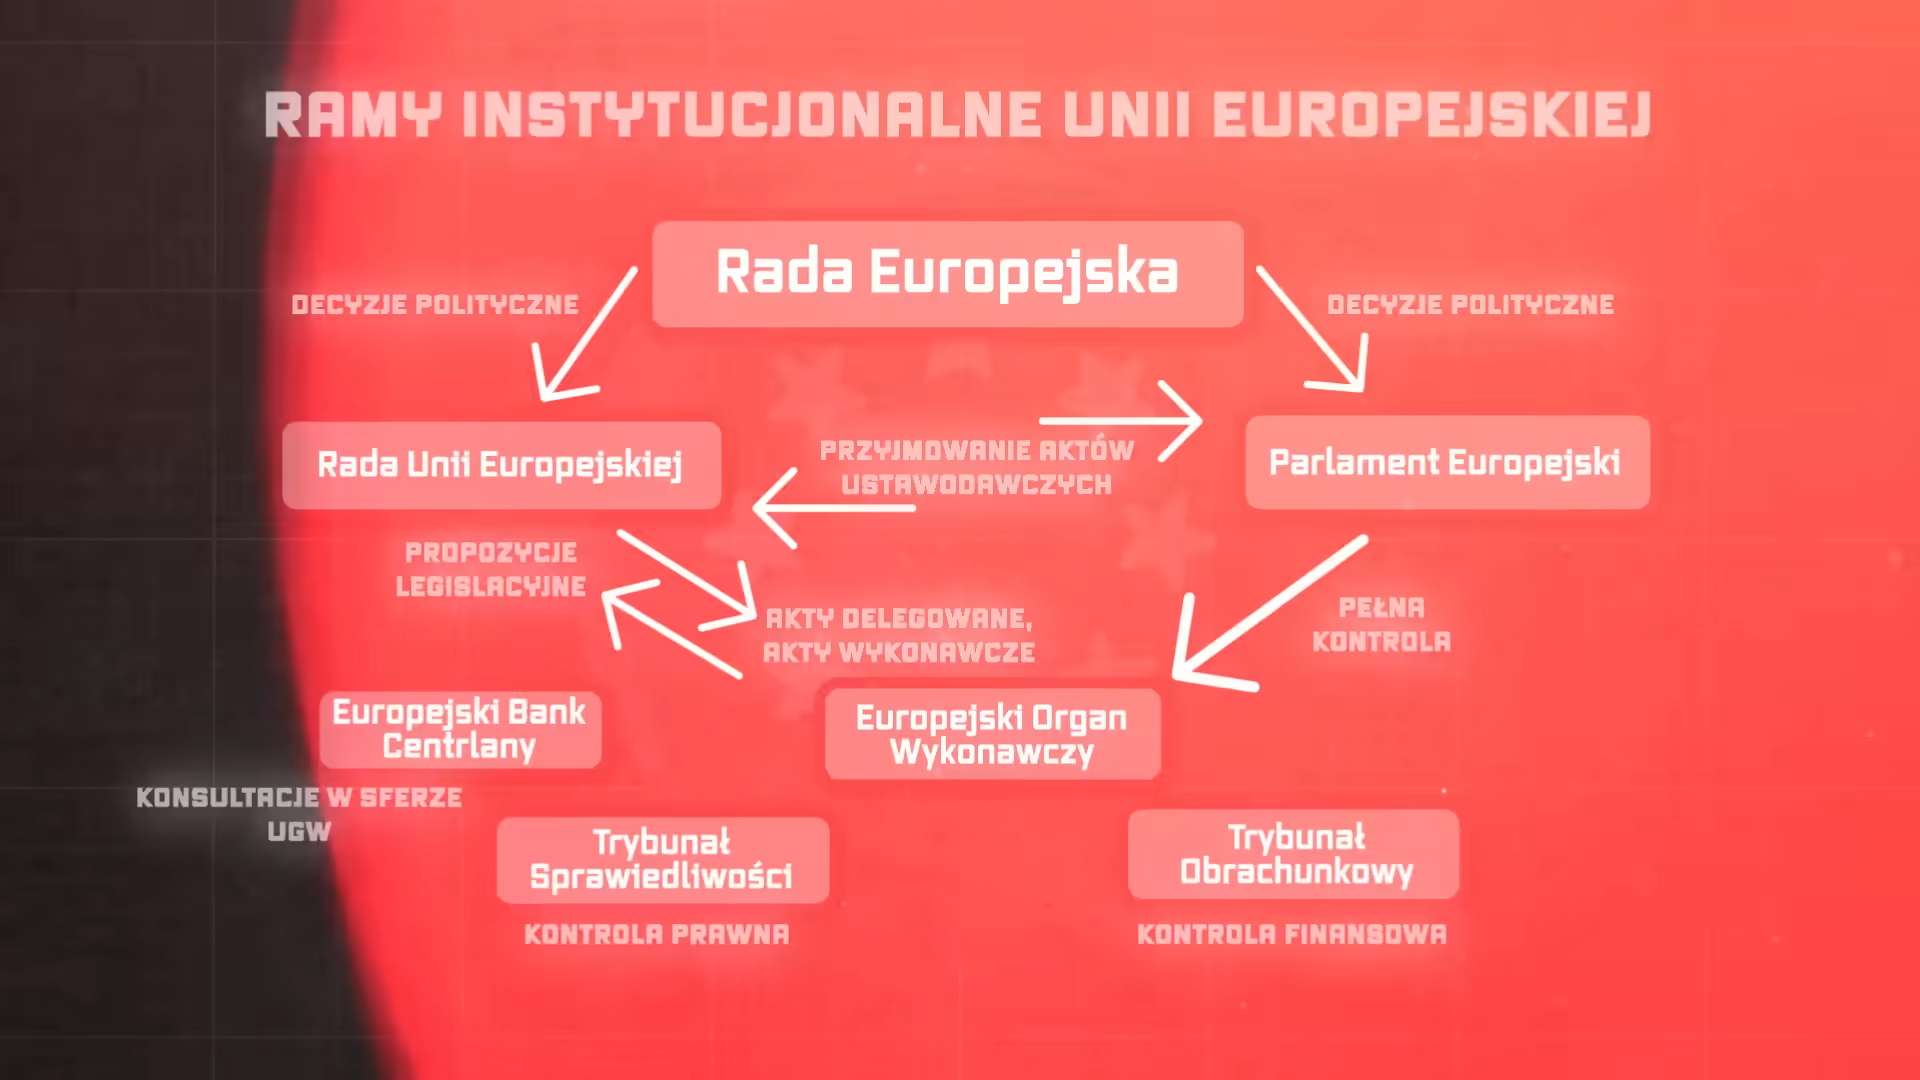 RAMY INSTYTUCJONALNE UNII EUROPEJSKIEJ
Rada Europejska
DECYZJE POLITYCZNE
DECYZJE POLITYCZNE
Rada Unii Europejskiej
PRZYJMOWANIE AKTÓW
USTAWODAWCZYCH
Parlament Europejski
PROPOZYCJE
LEGISLACYJNE
AKTY DELEGOWANE,
AKTY WYKONAWCZE
PEŁNA
KONTROLA
Europejski Bank
Centrlany
Europejski Organ
Wykonawczy
KONSULTACJE W SFERZE
UGW
Trybunał
Sprawiedliwości
Trybunał
Obrachunkowy
KONTROLA PRAWNA
KONTROLA FINANSOWA